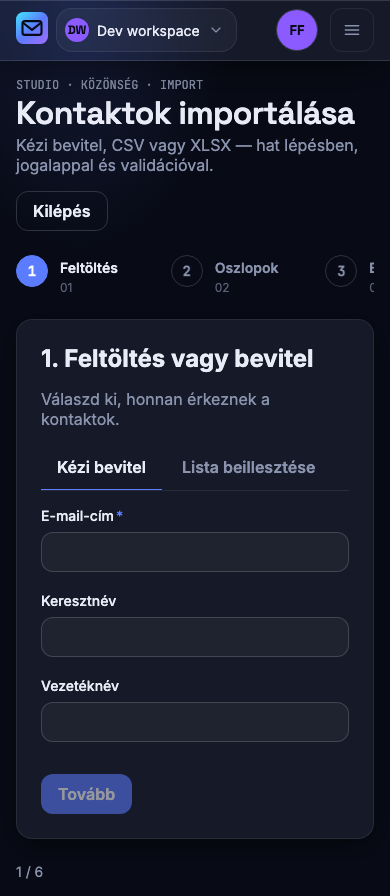 DW Dev workspace FF
STUDIO · KÖZÖNSÉG · IMPORT
Kontaktok importálása
Kézi bevitel, CSV vagy XLSX — hat lépésben,
jogalappal és validációval.
Kilépés
1 Feltöltés 2 Oszlopok 3
01 02
1. Feltöltés vagy bevitel
Válaszd ki, honnan érkeznek a
kontaktok.
Kézi bevitel Lista beillesztése
E-mail-cím *
Keresztnév
Vezetéknév
Tovább
1 / 6